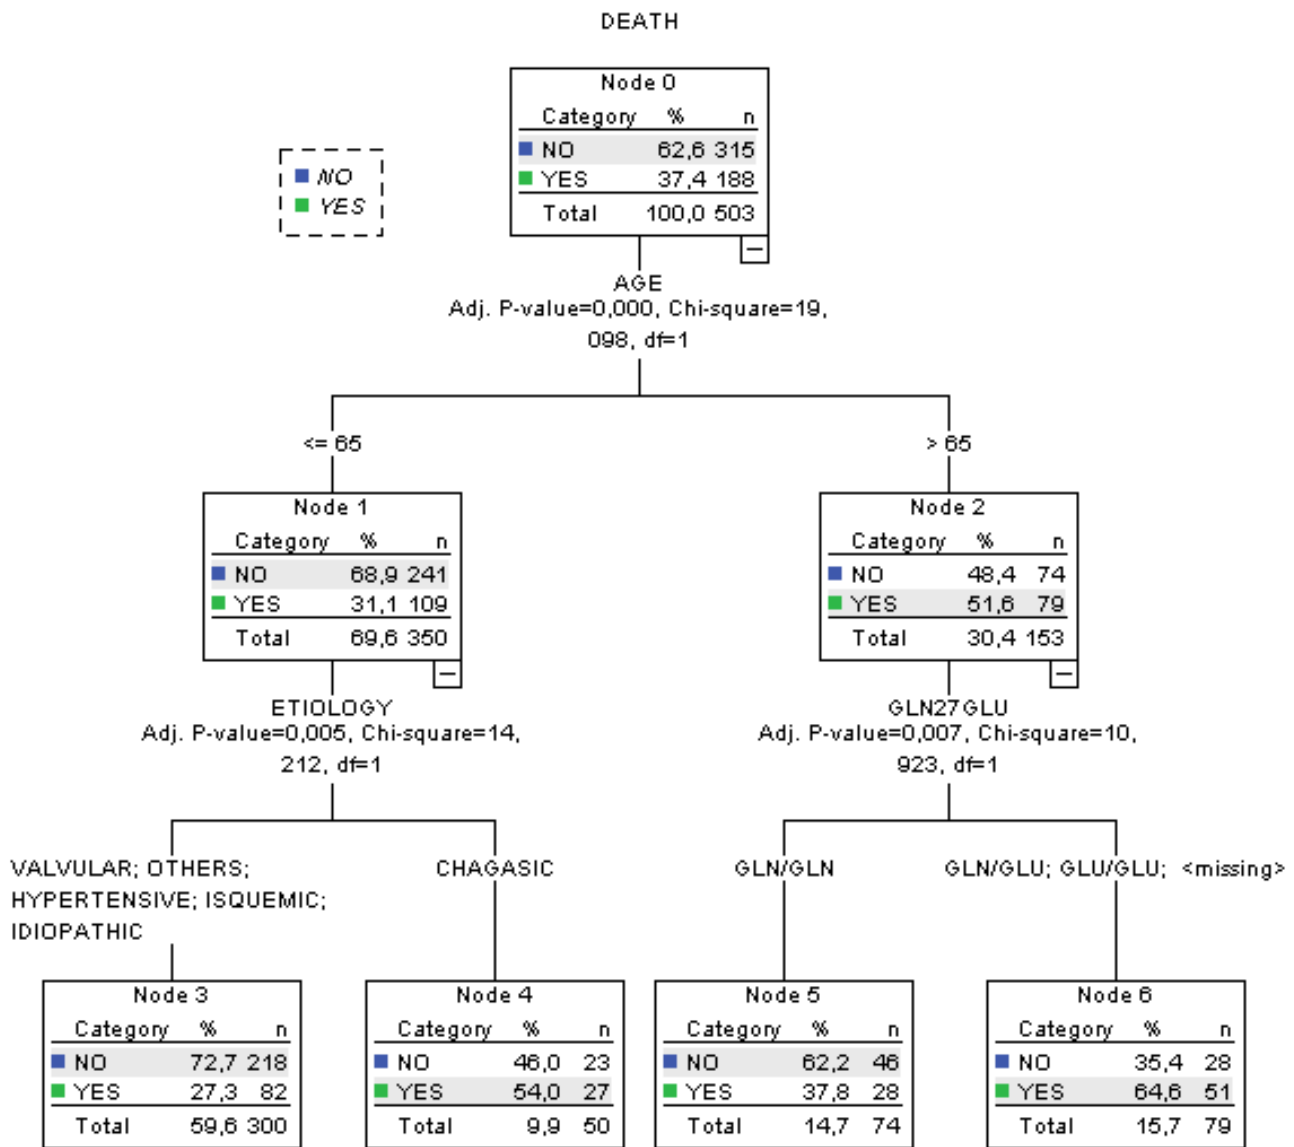 DEATH
Node 0
Category % n
NO 62,6 315
YES 37,4 188
Total 100,0 503
NO
YES
AGE
Adj. P-value=0,000, Chi-square=19,
098, df=1
<= 65
> 65
Node 1
Category % n
NO 68,9 241
YES 31,1 109
Total 69,6 350
Node 2
Category % n
NO 48,4 74
YES 51,6 79
Total 30,4 153
ETIOLOGY
Adj. P-value=0,005, Chi-square=14,
212, df=1
GLN27GLU
Adj. P-value=0,007, Chi-square=10,
923, df=1
VALVULAR; OTHERS;
HYPERTENSIVE; ISQUEMIC;
IDIOPATHIC
CHAGASIC
GLN/GLN
GLN/GLU; GLU/GLU; <missing>
Node 3
Category % n
NO 72,7 218
YES 27,3 82
Total 59,6 300
Node 4
Category % n
NO 46,0 23
YES 54,0 27
Total 9,9 50
Node 5
Category % n
NO 62,2 46
YES 37,8 28
Total 14,7 74
Node 6
Category % n
NO 35,4 28
YES 64,6 51
Total 15,7 79